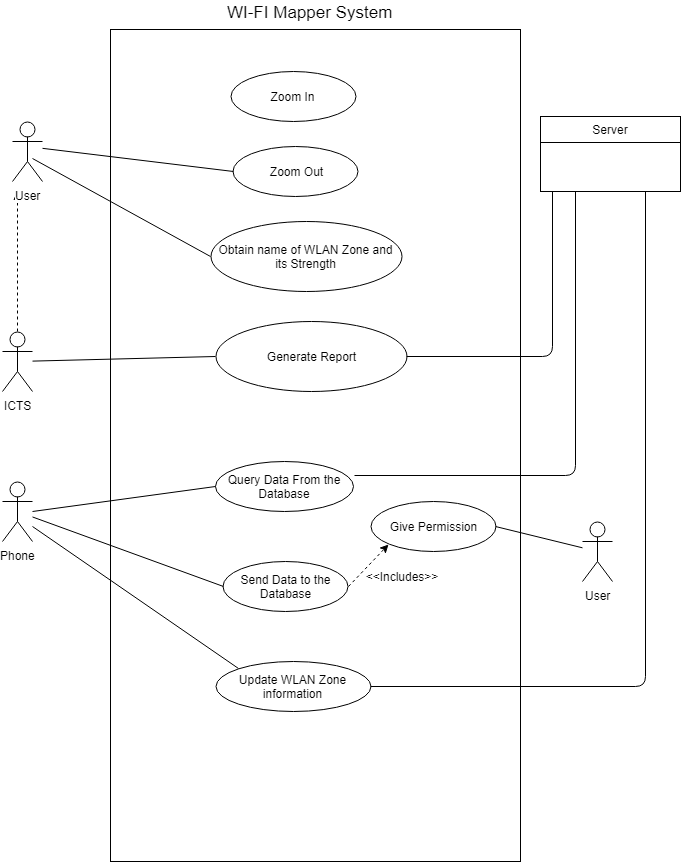 WI-FI Mapper System
Zoom In
Server
Zoom Out
User
Obtain name of WLAN Zone and
its Strength
Generate Report
ICTS
Query Data From the
Database
Give Permission
Phone
Send Data to the
Database
<<Includes>>
User
Update WLAN Zone
information